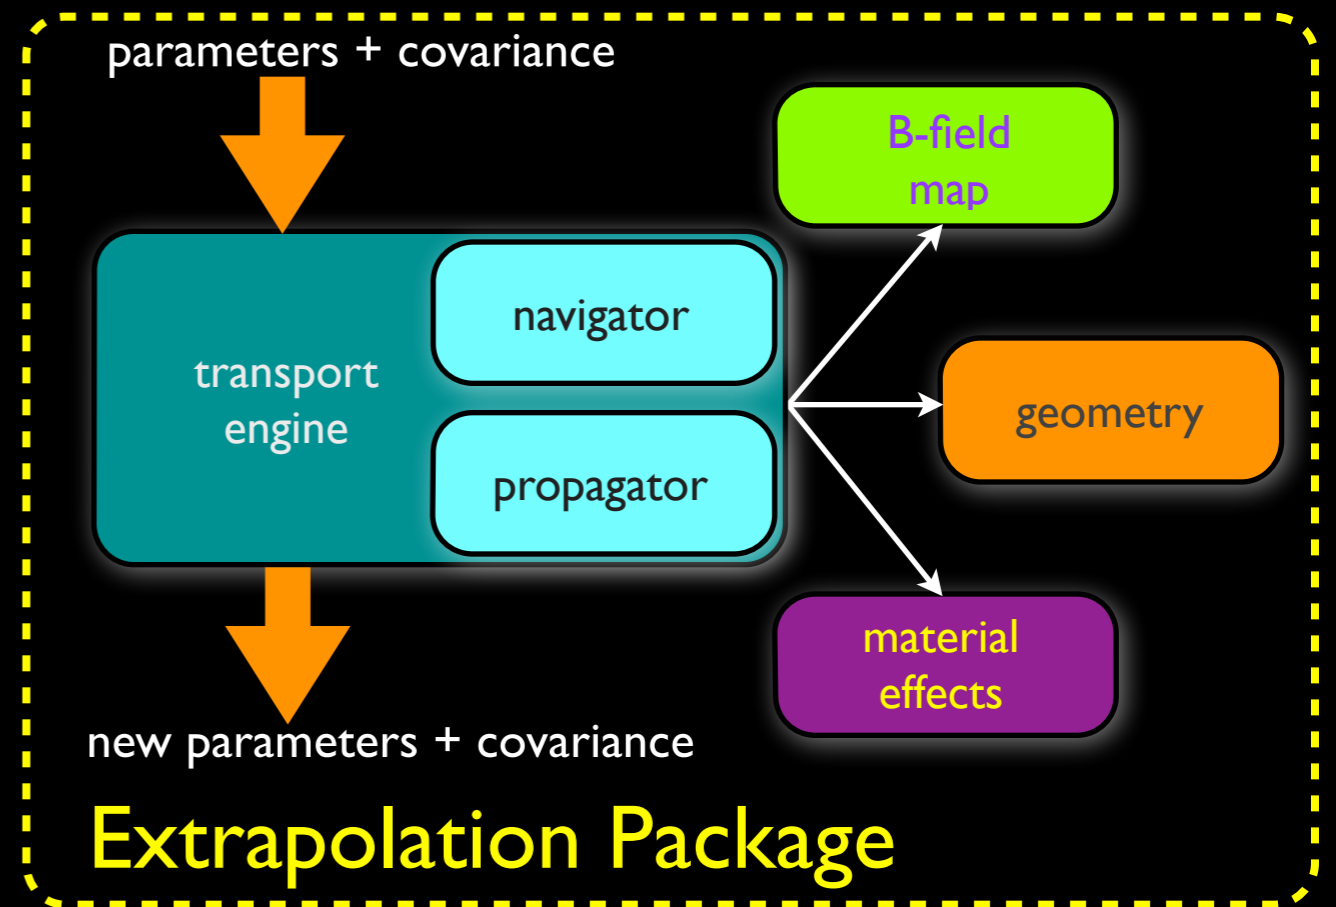 parameters + covariance
B-field
map
navigator
transport
engine
geometry
propagator
material
effects
new parameters + covariance
Extrapolation Package